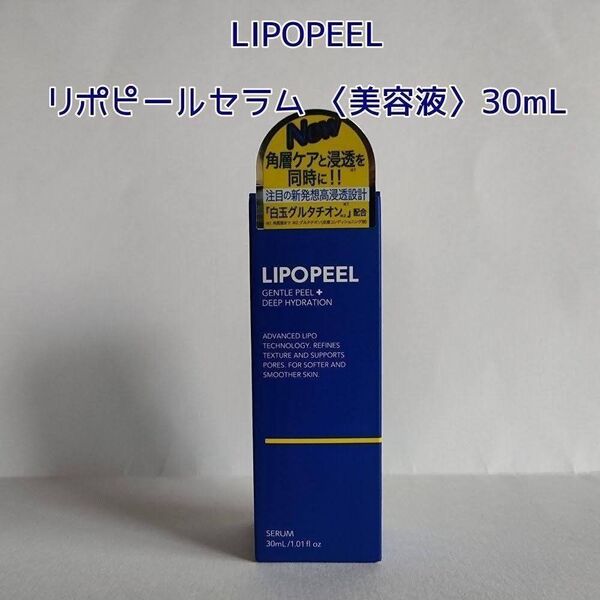 LIPOPEEL
リポピールセラム 〈美容液〉30mL
New
角層ケアと浸透を
同時に!!
注目の新発想高浸透設計
「白玉グルタチオン」配合
LIPOPEEL
GENTLE PEEL +
DEEP HYDRATION
ADVANCED LIPO
TECHNOLOGY. REFINES
TEXTURE AND SUPPORTS
PORES. FOR SOFTER AND
SMOOTHER SKIN.
SERUM
30mL/1.01 fl oz